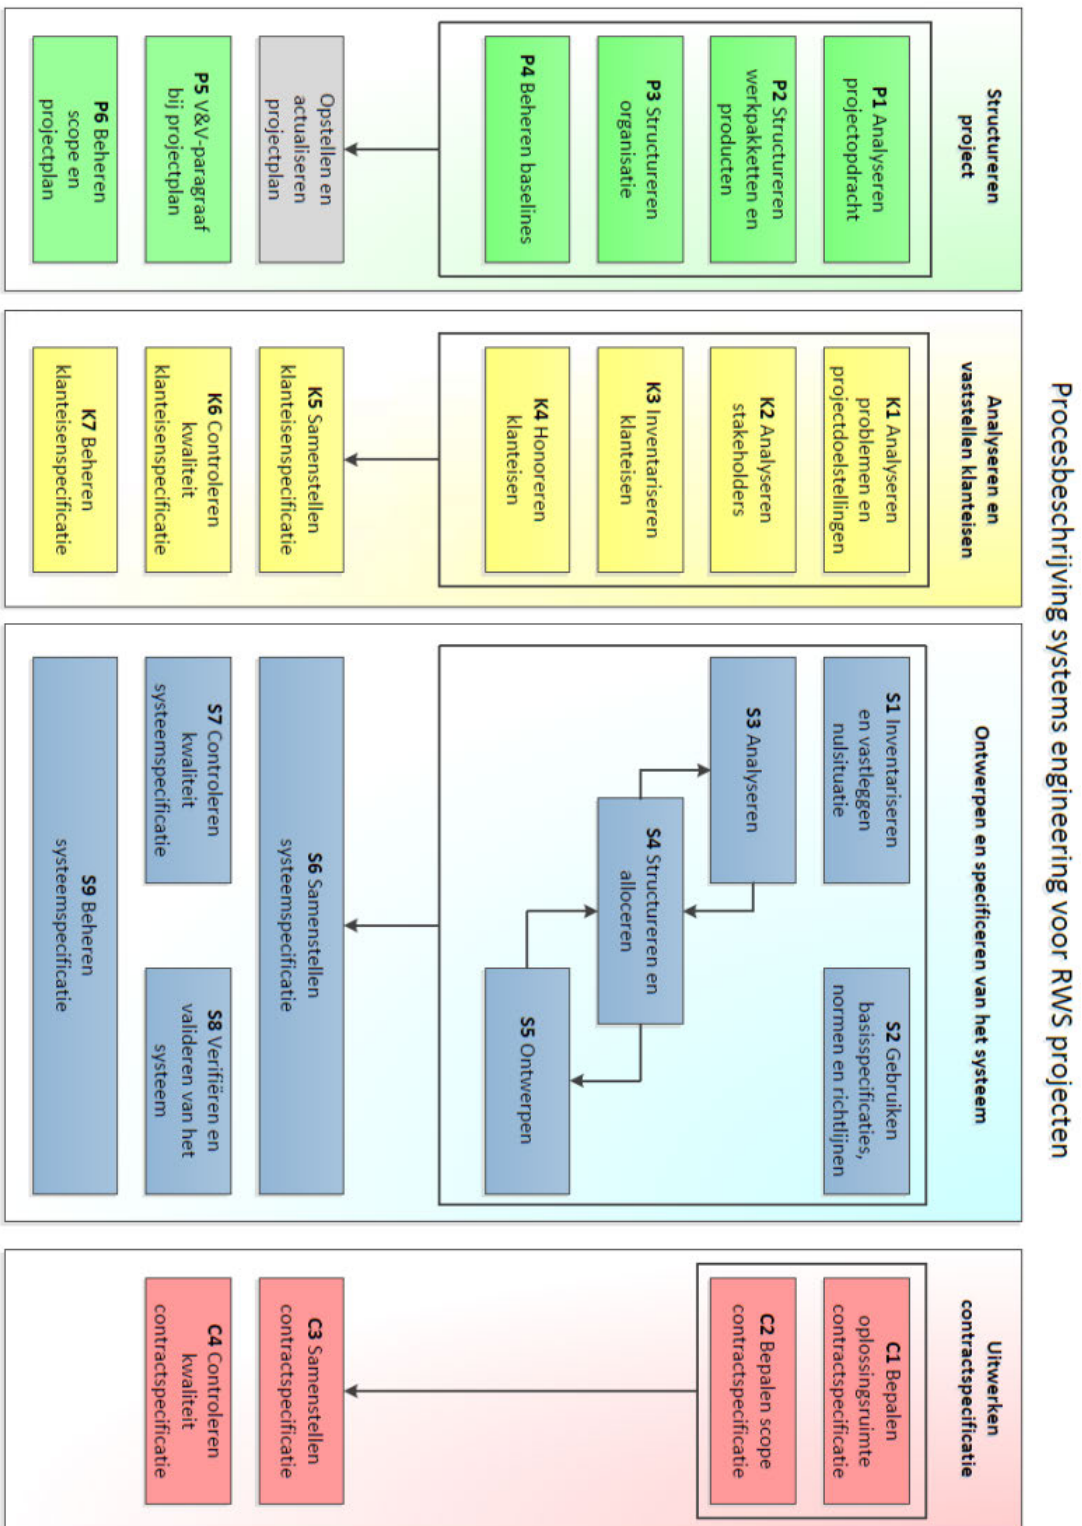 Procesbeschrijving systems engineering voor RWS projecten
Structureren
project
P1 Analyseren
projectopdracht
P2 Structureren
werkpakketten en
producten
P3 Structureren
organisatie
P4 Beheren baselines
Opstellen en
actualiseren
projectplan
P5 V&V-paragraaf
bij projectplan
P6 Beheren
scope en
projectplan
Analyseren en
vaststellen klanteisen
K1 Analyseren
problemen en
projectdoelstellingen
K2 Analyseren
stakeholders
K3 Inventariseren
klanteisen
K4 Honoreren
klanteisen
K5 Samenstellen
klanteisenspecificatie
K6 Controleren
kwaliteit
klanteisenspecificatie
K7 Beheren
klanteisenspecificatie
Ontwerpen en specificeren van het systeem
S1 Inventariseren
en vastleggen
nulsituatie
S2 Gebruiken
basisspecificaties,
normen en richtlijnen
S3 Analyseren
S4 Structureren en
alloceren
S5 Ontwerpen
S6 Samenstellen
systeemspecificatie
S7 Controleren
kwaliteit
systeemspecificatie
S8 Verifiëren en
valideren van het
systeem
S9 Beheren
systeemspecificatie
Uitwerken
contractspecificatie
C1 Bepalen
oplossingsruimte
contractspecificatie
C2 Bepalen scope
contractspecificatie
C3 Samenstellen
contractspecificatie
C4 Controleren
kwaliteit
contractspecificatie